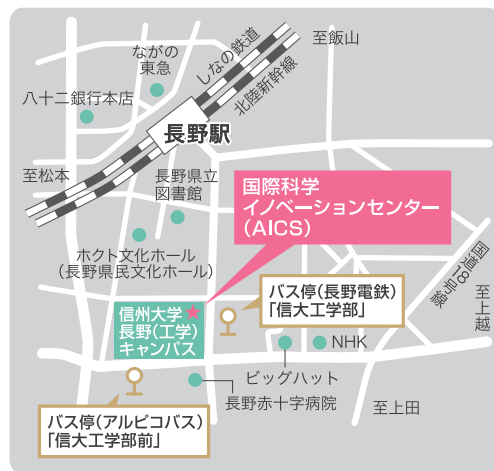 至飯山
ながの
東急
しなの鉄道
北陸新幹線
八十二銀行本店
長野駅
至松本
長野県立
図書館
国際科学
イノベーションセンター
(AICS)
ホクト文化ホール
(長野県民文化ホール)
国道18号線
至上越
バス停(長野電鉄)
「信大工学部」
信州大学
長野(工学)
キャンパス
NHK
ビッグハット
長野赤十字病院
至上田
バス停(アルピコバス)
「信大工学部前」